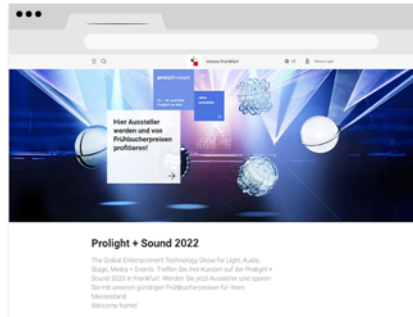 prolight+sound
messe frankfurt
Hier Aussteller
werden und von
Frühbucherpreisen
profitieren!
Prolight + Sound 2022
The Global Entertainment Technology Show for Light, Audio,
Stage, Media + Events. Treffen Sie Ihre Kunden auf der Prolight +
Sound 2023 in Frankfurt. Werden Sie jetzt Aussteller und sparen
Sie mit unseren günstigen Frühbucherpreisen für Ihren
Messestand.
Welcome home!